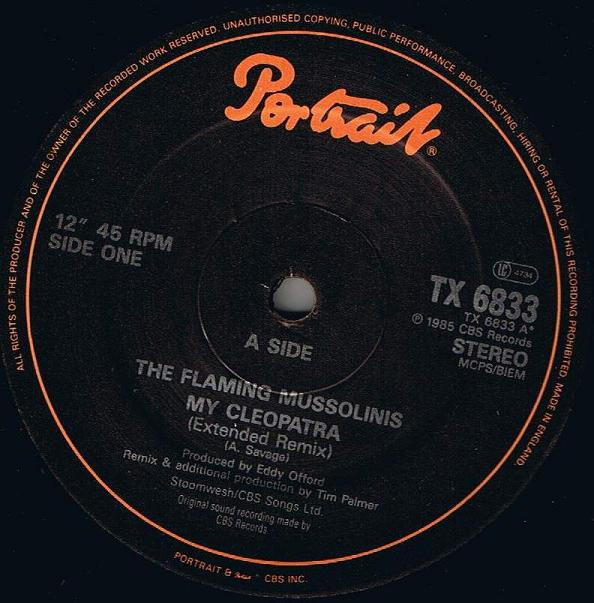 ALL RIGHTS OF THE PRODUCER AND OF THE OWNER OF THE RECORDED WORK RESERVED. UNAUTHORISED COPYING, PUBLIC PERFORMANCE, BROADCASTING, HIRING OR RENTAL OF THIS RECORDING PROHIBITED. MADE IN ENGLAND.
Portrait®
12" 45 RPM
SIDE ONE
LC 4734
TX 6833
TX 6833 A*
℗ 1985 CBS Records
STEREO
MCPS/BIEM
A SIDE
THE FLAMING MUSSOLINIS
MY CLEOPATRA
(Extended Remix)
(A. Savage)
Produced by Eddy Offord
Remix & additional production by Tim Palmer
Stoomwesh/CBS Songs Ltd.
Original sound recording made by
CBS Records
PORTRAIT & Portrait ® CBS INC.